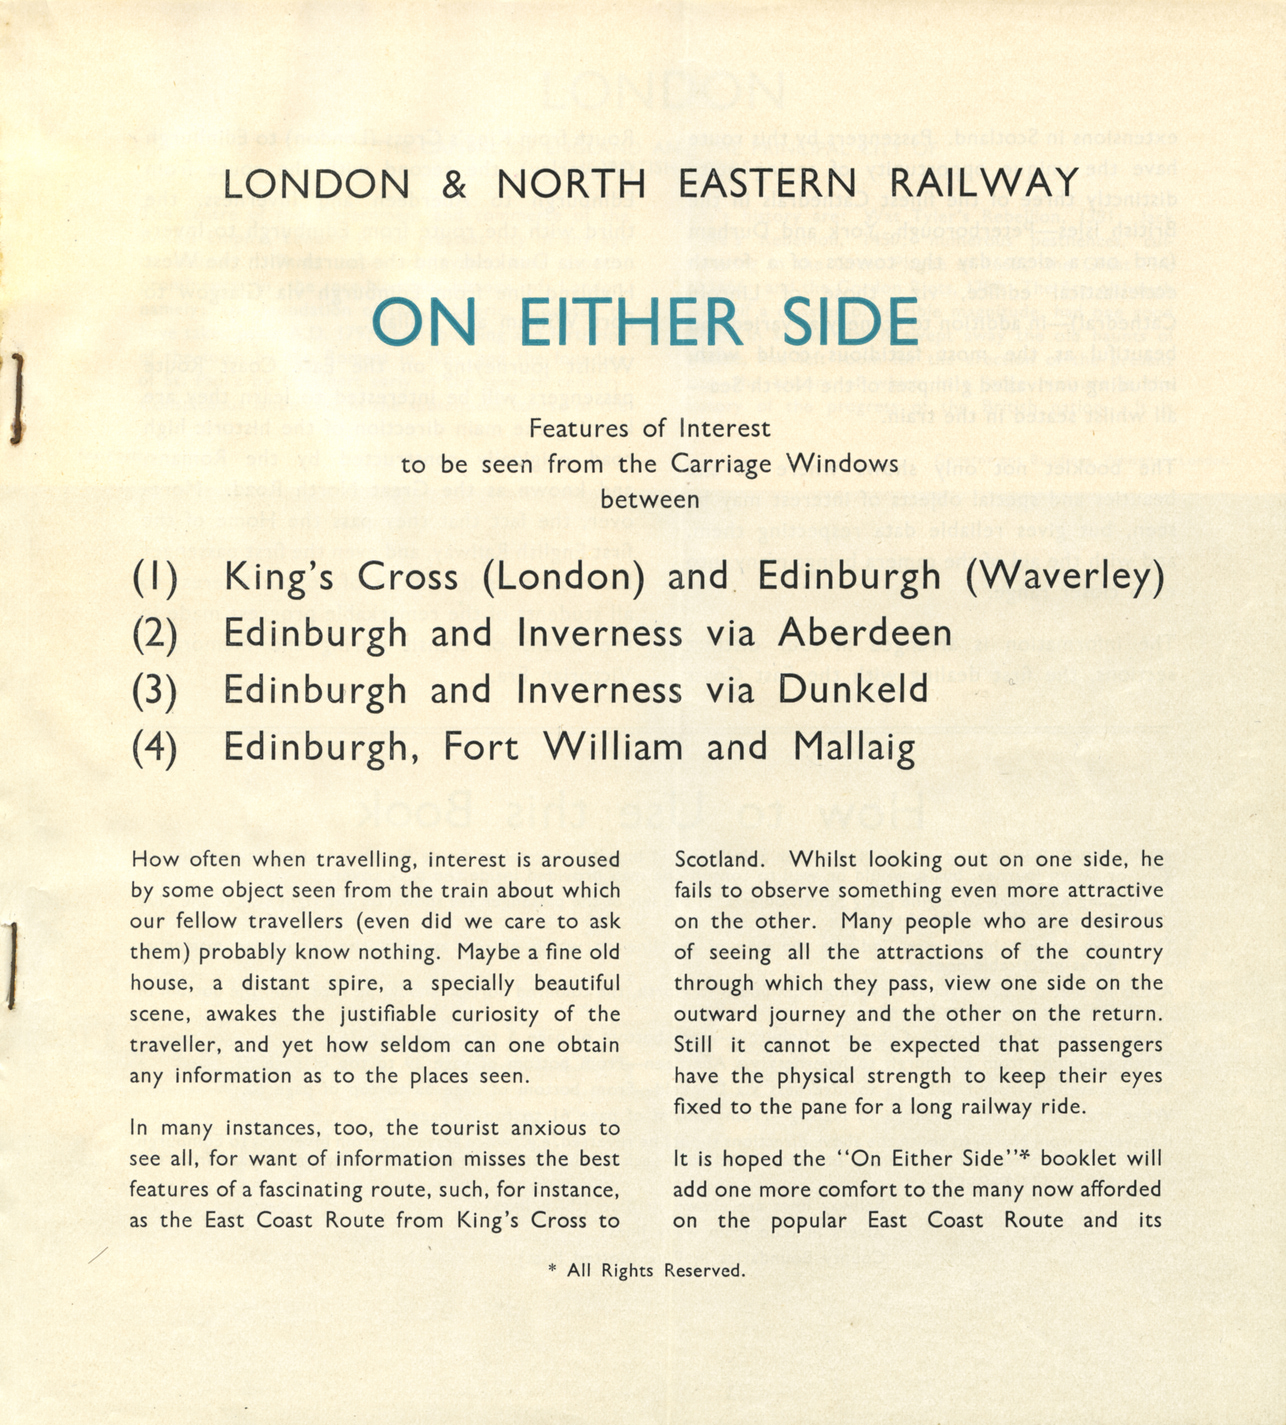 LONDON & NORTH EASTERN RAILWAY
ON EITHER SIDE
Features of Interest
to be seen from the Carriage Windows
between
(1) King's Cross (London) and Edinburgh (Waverley)
(2) Edinburgh and Inverness via Aberdeen
(3) Edinburgh and Inverness via Dunkeld
(4) Edinburgh, Fort William and Mallaig
How often when travelling, interest is aroused
by some object seen from the train about which
our fellow travellers (even did we care to ask
them) probably know nothing. Maybe a fine old
house, a distant spire, a specially beautiful
scene, awakes the justifiable curiosity of the
traveller, and yet how seldom can one obtain
any information as to the places seen.
In many instances, too, the tourist anxious to
see all, for want of information misses the best
features of a fascinating route, such, for instance,
as the East Coast Route from King's Cross to
Scotland. Whilst looking out on one side, he
fails to observe something even more attractive
on the other. Many people who are desirous
of seeing all the attractions of the country
through which they pass, view one side on the
outward journey and the other on the return.
Still it cannot be expected that passengers
have the physical strength to keep their eyes
fixed to the pane for a long railway ride.
It is hoped the "On Either Side"* booklet will
add one more comfort to the many now afforded
on the popular East Coast Route and its
* All Rights Reserved.